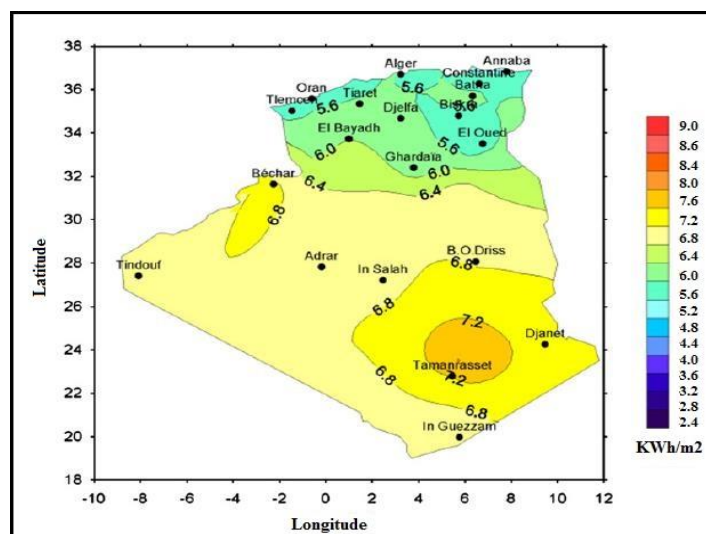 38
36
34
32
30
28
26
24
22
20
18
Latitude
Alger
Annaba
Constantine
Oran
5.6
Batna
Tlemcen
Tiaret
Djelfa
Biskra
5.6
5.6
El Bayadh
El Oued
6.0
5.6
Ghardaïa
6.0
Béchar
6.4
6.4
6.8
B.O.Driss
Adrar
6.8
Tindouf
In Salah
6.8
7.2
Djanet
Tamanrasset
7.2
6.8
6.8
In Guezzam
-10 -8 -6 -4 -2 0 2 4 6 8 10 12
Longitude
9.0
8.4
8.6
8.0
7.2
6.8
7.2
6.4
6.0
5.6
5.2
4.8
4.4
4.0
3.6
3.2
2.8
2.4
KWh/m2